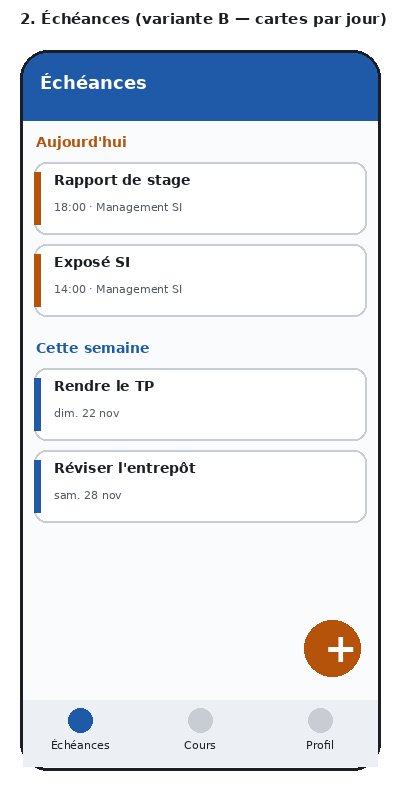 2. Échéances (variante B — cartes par jour)
Échéances
Aujourd'hui
Rapport de stage
18:00 · Management SI
Exposé SI
14:00 · Management SI
Cette semaine
Rendre le TP
dim. 22 nov
Réviser l'entrepôt
sam. 28 nov
+
Échéances
Cours
Profil